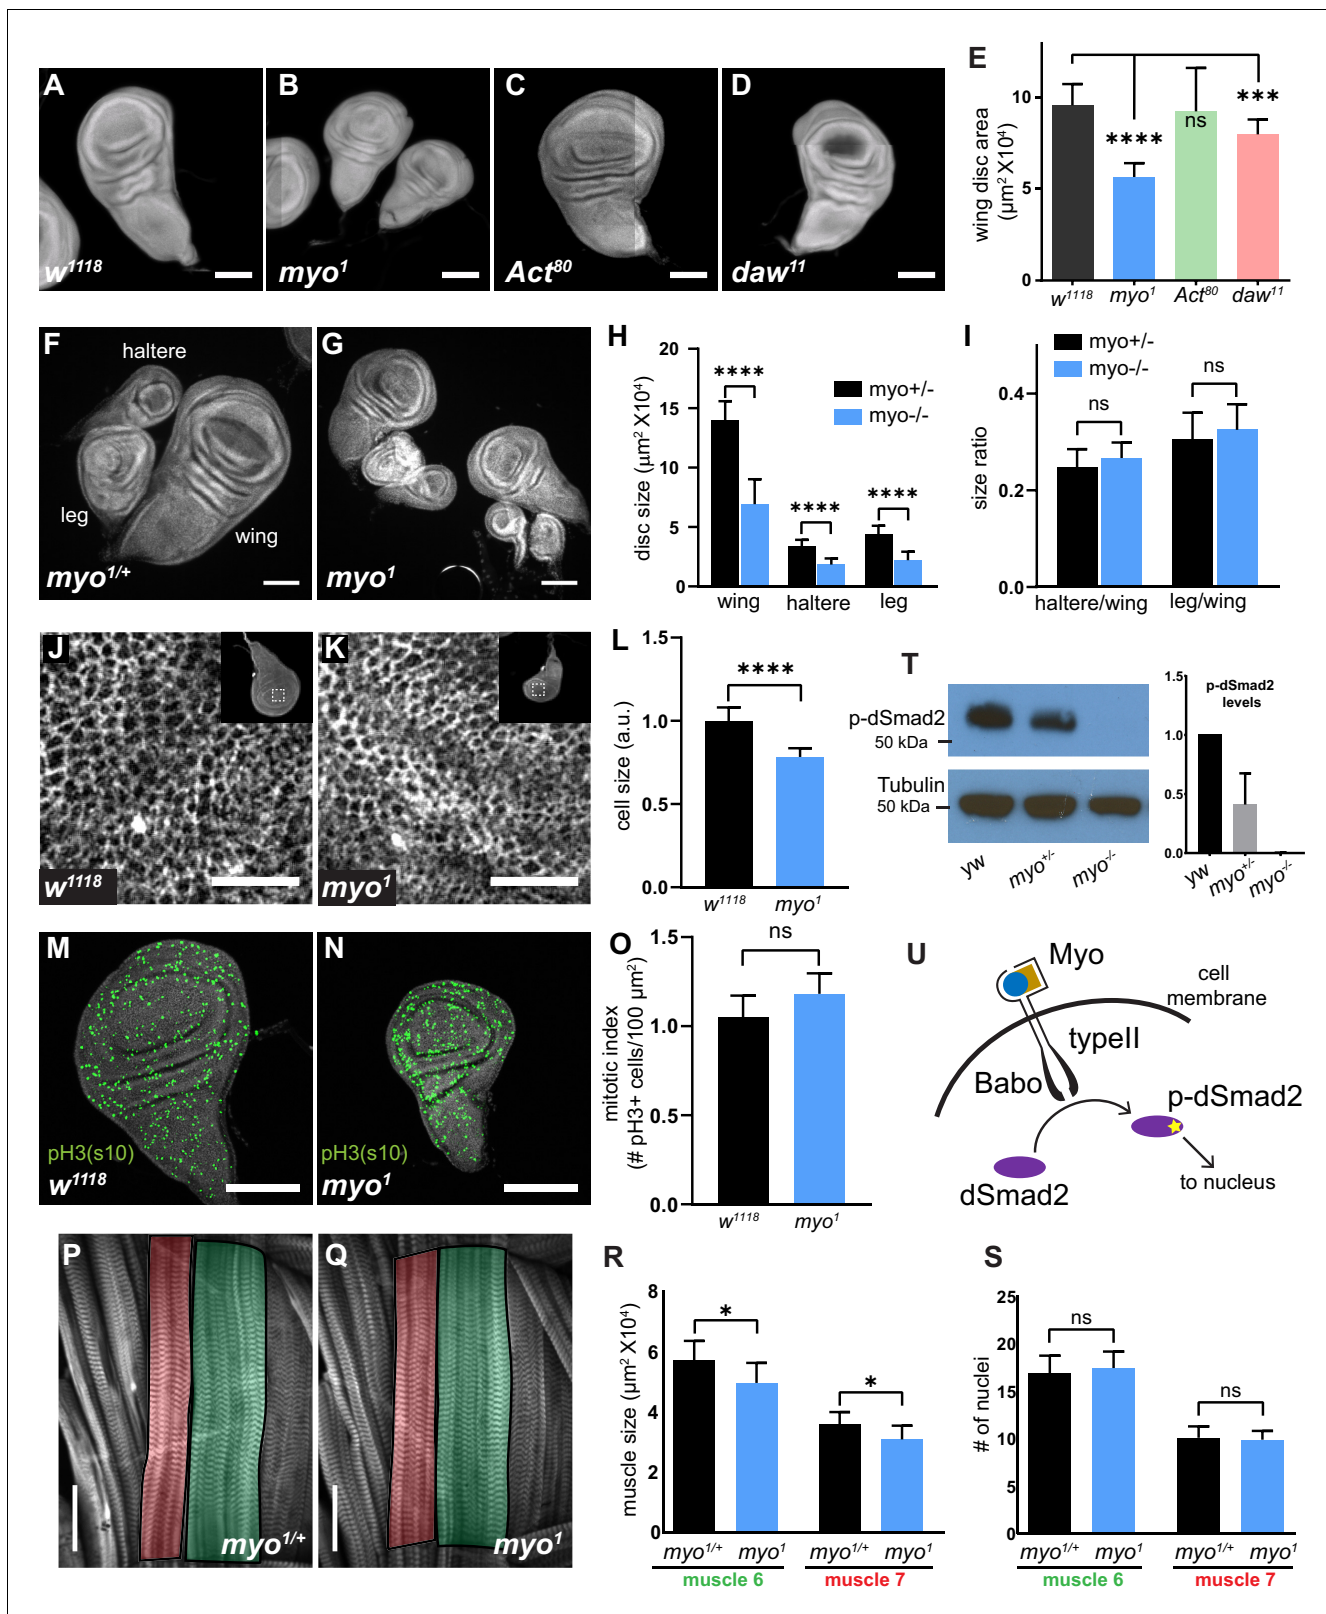 A
w1118
B
myo1
C
Act80
D
daw11
E
wing disc area
(µm2 X104)
10
5
0
****
ns
***
w1118 myo1 Act80 daw11
F
haltere
leg
wing
myo1/+
G
myo1
H
disc size (µm2 X104)
20
15
10
5
0
****
****
****
myo+/-
myo-/-
wing haltere leg
I
myo+/-
myo-/-
size ratio
0.4
0.2
0.0
ns
ns
haltere/wing leg/wing
J
w1118
K
myo1
L
cell size (a.u.)
1.5
1.0
0.5
0.0
****
w1118 myo1
T
p-dSmad2
50 kDa
Tubulin
50 kDa
yw myo+/- myo-/-
p-dSmad2
levels
1.0
0.5
0.0
yw myo+/- myo-/-
M
pH3(s10)
w1118
N
pH3(s10)
myo1
O
mitotic index
(# pH3+ cells/100 µm2)
1.5
1.0
0.5
0.0
ns
w1118 myo1
U
Myo
cell
membrane
typeII
Babo
p-dSmad2
dSmad2
to nucleus
P
myo1/+
Q
myo1
R
muscle size (µm2 X104)
8
6
4
2
0
*
*
myo1/+ myo1 myo1/+ myo1
muscle 6 muscle 7
S
# of nuclei
25
20
15
10
5
0
ns
ns
myo1/+ myo1 myo1/+ myo1
muscle 6 muscle 7